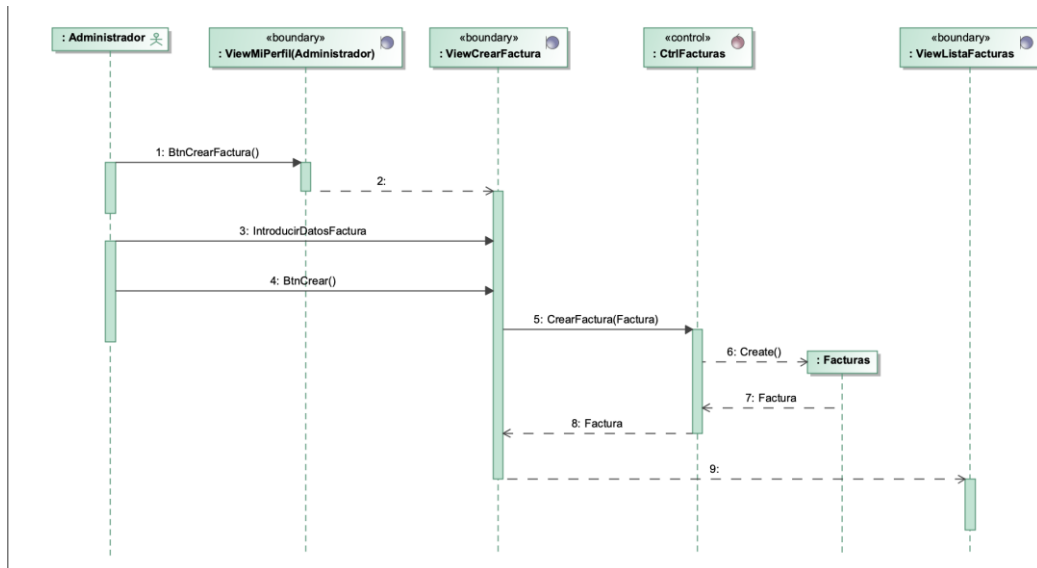 : Administrador
«boundary»
: ViewMiPerfil(Administrador)
«boundary»
: ViewCrearFactura
«control»
: CtrlFacturas
«boundary»
: ViewListaFacturas
1: BtnCrearFactura()
2:
3: IntroducirDatosFactura
4: BtnCrear()
5: CrearFactura(Factura)
6: Create()
: Facturas
7: Factura
8: Factura
9: